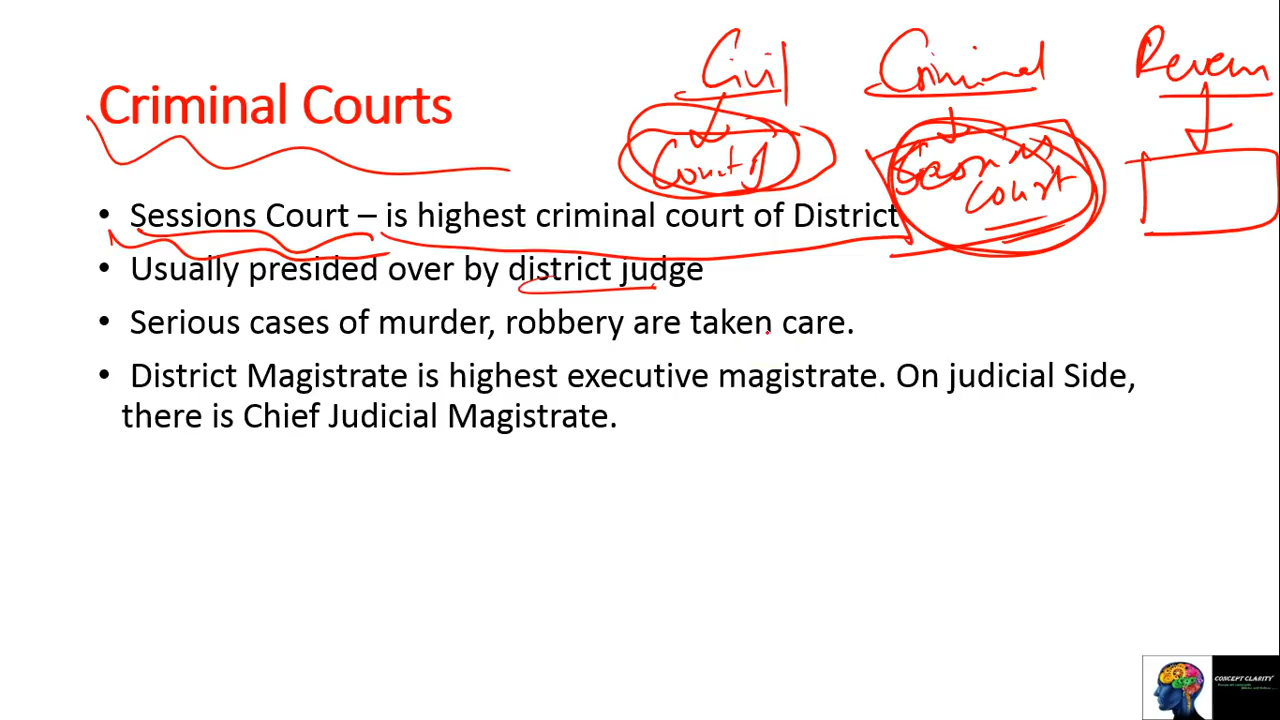 Civil Criminal Reven
Criminal Courts
Court of
Sessions
Court
• Sessions Court – is highest criminal court of District
• Usually presided over by district judge
• Serious cases of murder, robbery are taken care.
• District Magistrate is highest executive magistrate. On judicial Side,
there is Chief Judicial Magistrate.
CONCEPT CLARITY